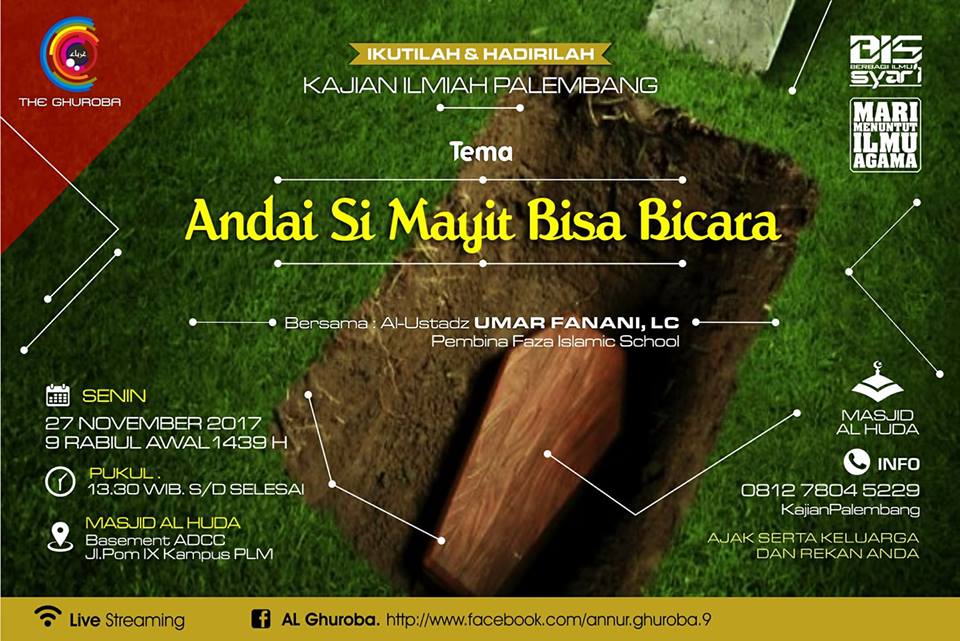 غرباء
THE GHUROBA
IKUTILAH & HADIRILAH
KAJIAN ILMIAH PALEMBANG
BIS
BERBAGI ILMU
syar'i
MARI
MENUNTUT
ILMU
AGAMA
Tema
Andai Si Mayit Bisa Bicara
Bersama : Al-Ustadz UMAR FANANI, LC
Pembina Faza Islamic School
SENIN
27 NOVEMBER 2017
9 RABIUL AWAL 1439 H
PUKUL .
13.30 WIB. S/D SELESAI
MASJID AL HUDA
Basement ADCC
Jl.Pom IX Kampus PLM
MASJID
AL HUDA
INFO
0812 7804 5229
KajianPalembang
AJAK SERTA KELUARGA
DAN REKAN ANDA
Live Streaming
AL Ghuroba. http://www.facebook.com/annur.ghuroba.9